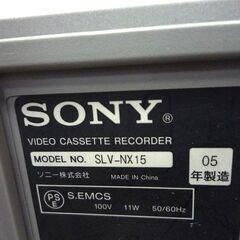 SONY®
VIDEO CASSETTE RECORDER
MODEL NO. SLV-NX15
05
年製造
ソニー株式会社 MADE IN China
PS E S.EMCS
100V 11W 50/60Hz